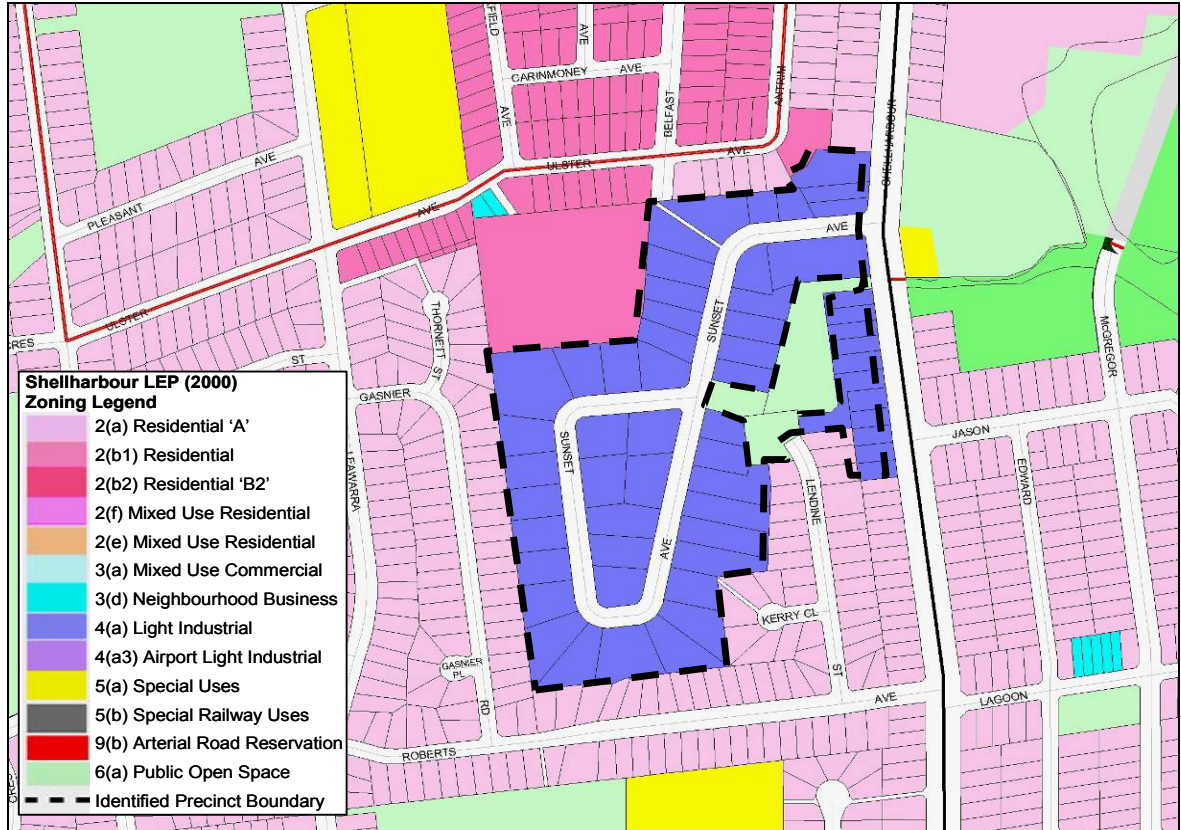 FIELD
AVE
CARINMONEY AVE
AVE
BELFAST
ANTRIM
SHELLHARBOUR
ULSTER
AVE
AVE
PLEASANT
AVE
AVE
SUNSET
THORNETT ST
McGREGOR
ULSTER
CRES
ST
GASNIER
JASON
Shellharbour LEP (2000)
Zoning Legend
2(a) Residential ‘A’
2(b1) Residential
2(b2) Residential ‘B2’
2(f) Mixed Use Residential
2(e) Mixed Use Residential
3(a) Mixed Use Commercial
3(d) Neighbourhood Business
4(a) Light Industrial
4(a3) Airport Light Industrial
5(a) Special Uses
5(b) Special Railway Uses
9(b) Arterial Road Reservation
6(a) Public Open Space
Identified Precinct Boundary
SUNSET
LENDINE
EDWARD
AVE
KERRY CL
GASNIER
PL
ST
RD
AVE
LAGOON
ROBERTS